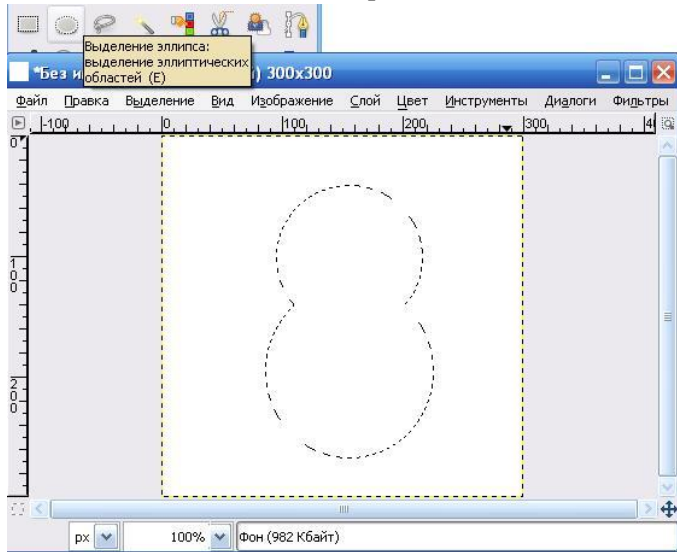 Выделение эллипса:
выделение эллиптических
областей (E)
*Без и
) 300x300
Файл Правка Выделение Вид Изображение Слой Цвет Инструменты Диалоги Фильтры
-100 0 100 200 300 4
0
100
200
px 100% Фон (982 Кбайт)